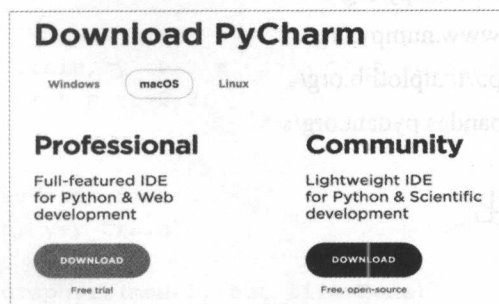 Download PyCharm
Windows macOS Linux
Professional Community
Full-featured IDE Lightweight IDE
for Python & Web for Python & Scientific
development development
DOWNLOAD DOWNLOAD
Free trial Free, open-source